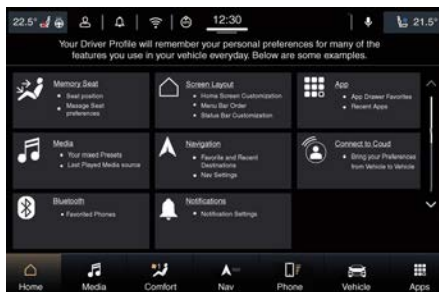 22.5°
12:30
21.5°
Your Driver Profile will remember your personal preferences for many of the
features you use in your vehicle everyday. Below are some examples.
Memory Seat
• Seat position
• Massage Seat
preferences
Screen Layout
• Home Screen Customization
• Menu Bar Order
• Status Bar Customization
App
• App Drawer Favorites
• Recent Apps
Media
• Your mixed Presets
• Last Played Media source
Navigation
• Favorite and Recent
Destinations
• Nav Settings
Connect to Coud
• Bring your Preferences
from Vehicle to Vehicle
Bluetooth
• Favorited Phones
Notifications
• Notification Settings
Home
Media
Comfort
Nav
Phone
Vehicle
Apps